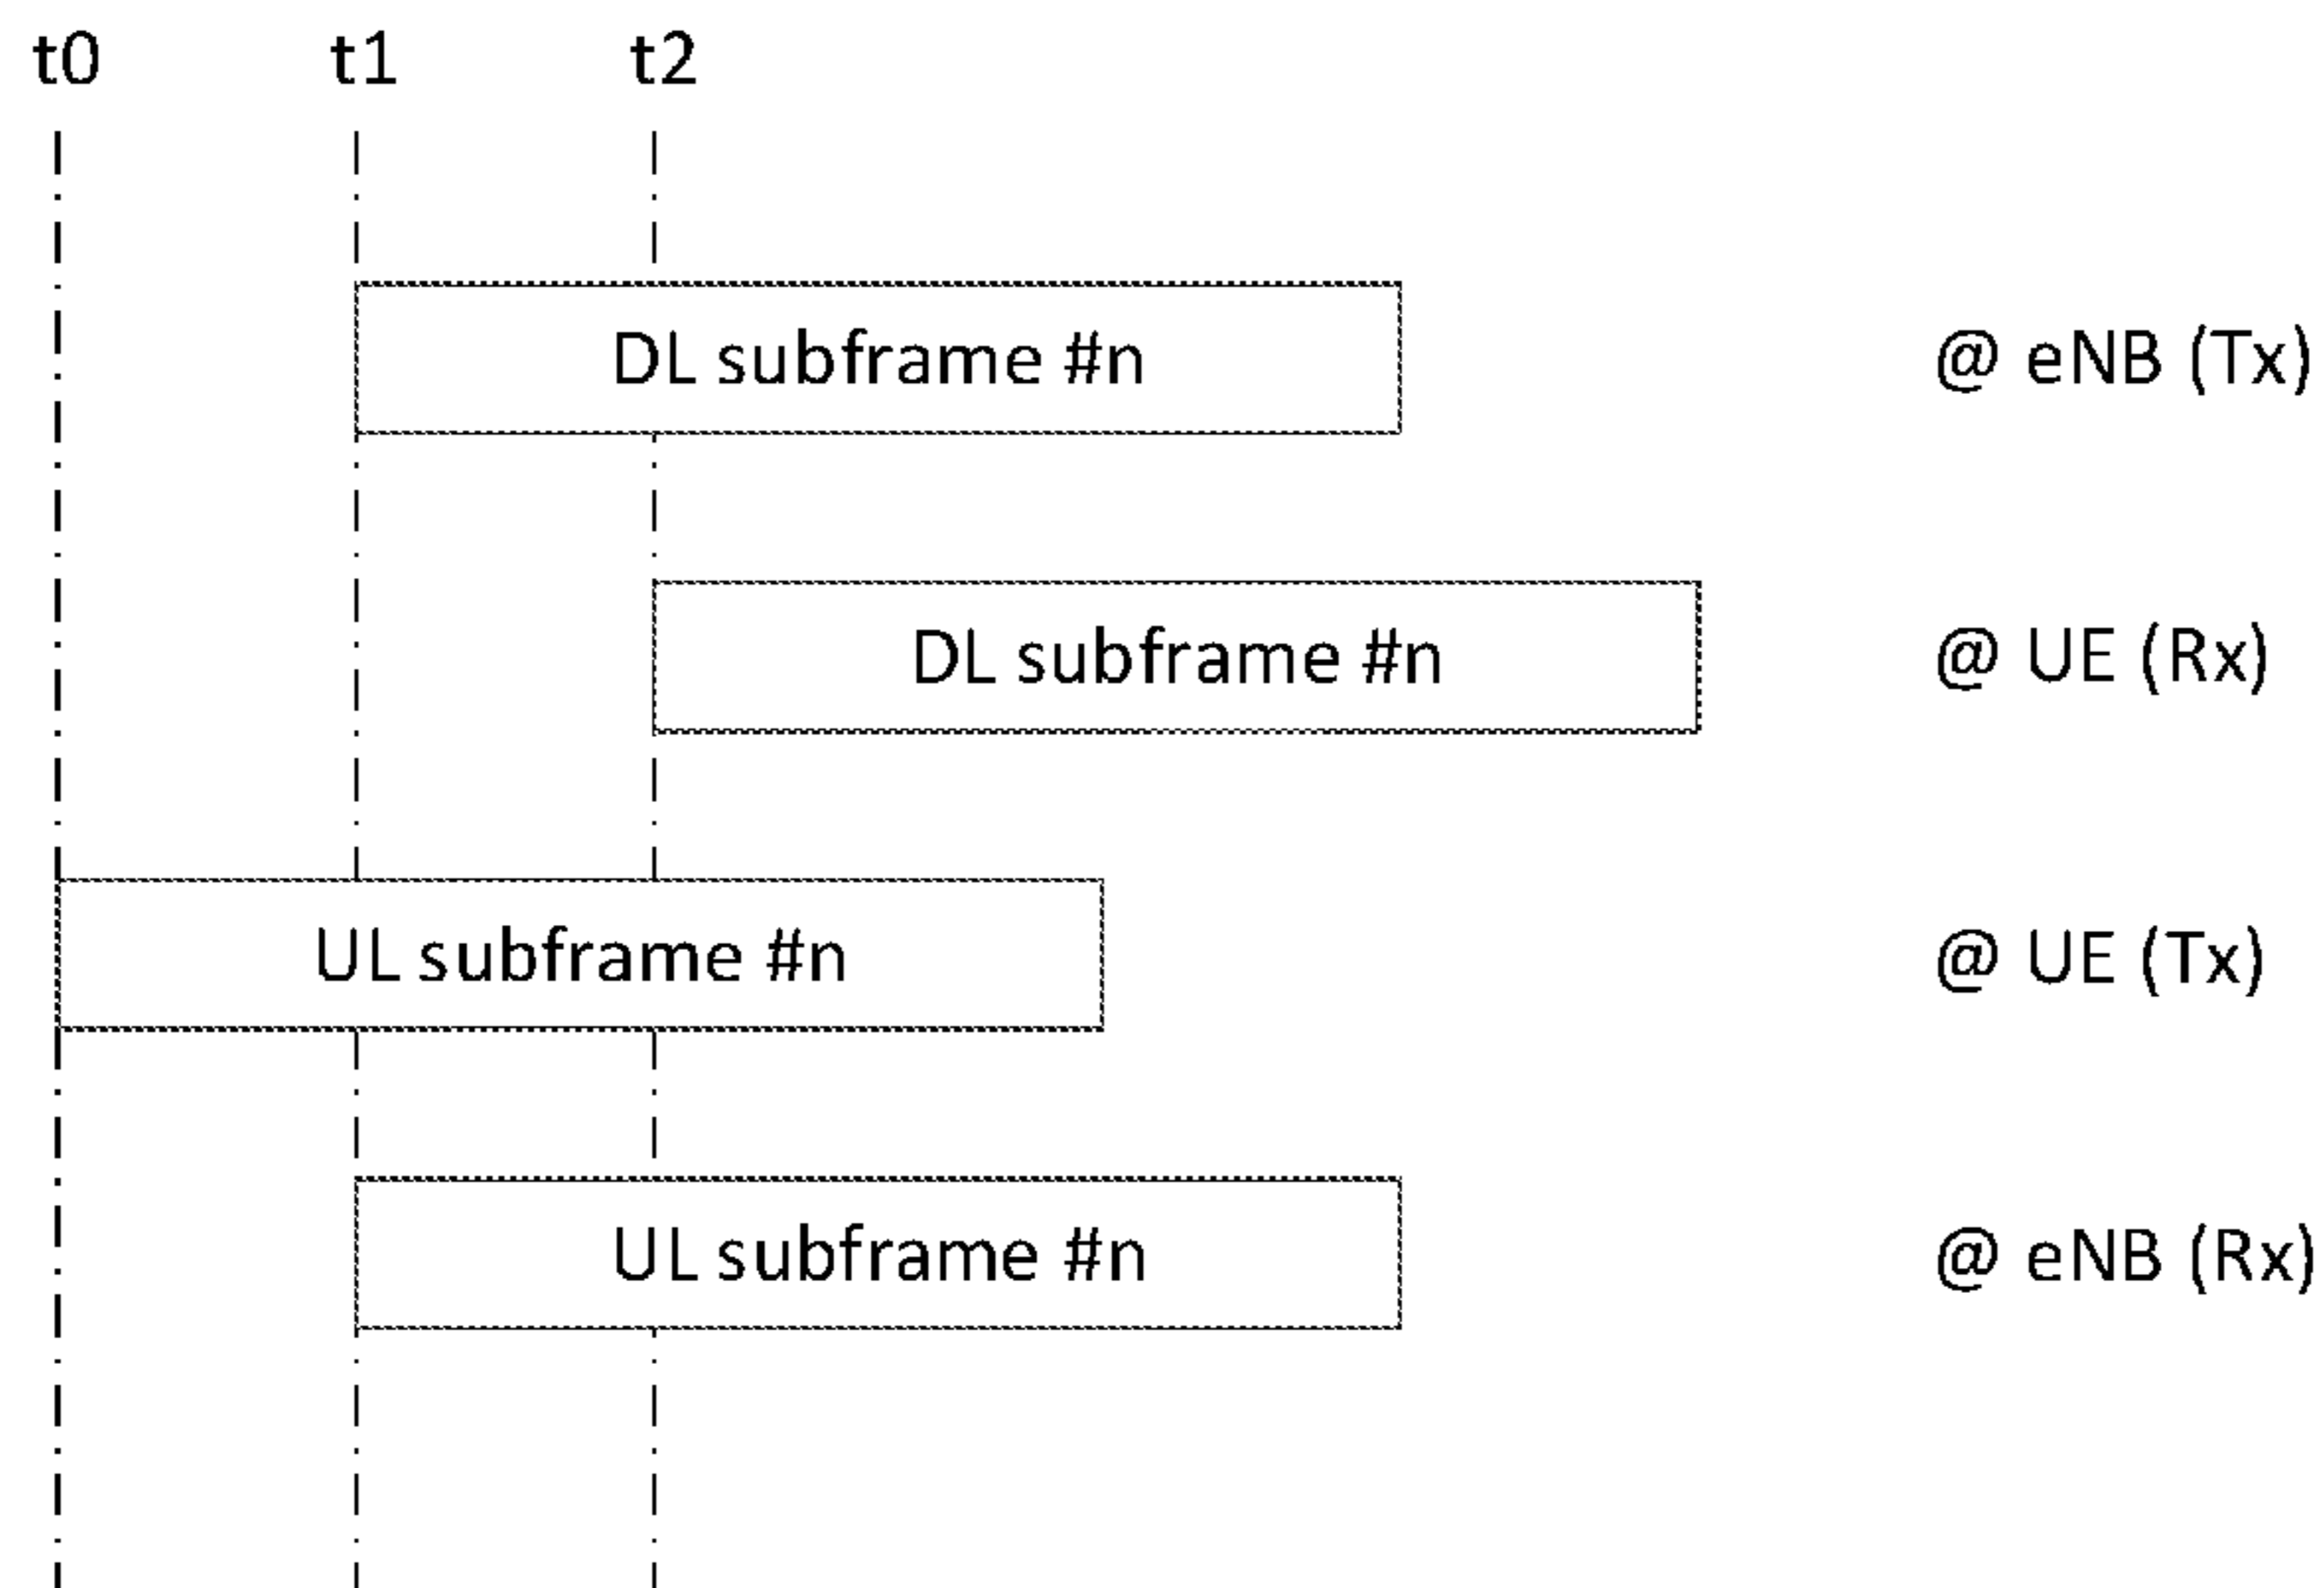 t0 t1 t2
DL subframe #n @ eNB (Tx)
DL subframe #n @ UE (Rx)
UL subframe #n @ UE (Tx)
UL subframe #n @ eNB (Rx)